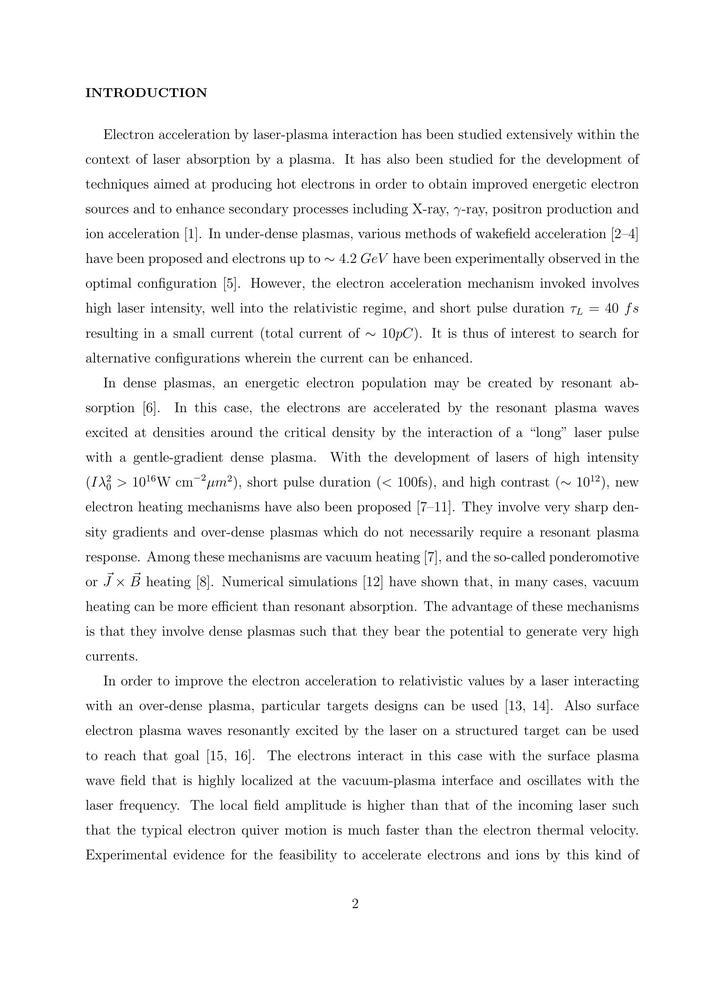 INTRODUCTION
Electron acceleration by laser-plasma interaction has been studied extensively within the
context of laser absorption by a plasma. It has also been studied for the development of
techniques aimed at producing hot electrons in order to obtain improved energetic electron
sources and to enhance secondary processes including X-ray, γ-ray, positron production and
ion acceleration [1]. In under-dense plasmas, various methods of wakefield acceleration [2–4]
have been proposed and electrons up to ∼ 4.2 GeV have been experimentally observed in the
optimal configuration [5]. However, the electron acceleration mechanism invoked involves
high laser intensity, well into the relativistic regime, and short pulse duration τ_L = 40 fs
resulting in a small current (total current of ∼ 10pC). It is thus of interest to search for
alternative configurations wherein the current can be enhanced.
In dense plasmas, an energetic electron population may be created by resonant ab-
sorption [6]. In this case, the electrons are accelerated by the resonant plasma waves
excited at densities around the critical density by the interaction of a “long” laser pulse
with a gentle-gradient dense plasma. With the development of lasers of high intensity
(Iλ₀² > 10¹⁶W cm⁻²μm²), short pulse duration (< 100fs), and high contrast (∼ 10¹²), new
electron heating mechanisms have also been proposed [7–11]. They involve very sharp den-
sity gradients and over-dense plasmas which do not necessarily require a resonant plasma
response. Among these mechanisms are vacuum heating [7], and the so-called ponderomotive
or J⃗ × B⃗ heating [8]. Numerical simulations [12] have shown that, in many cases, vacuum
heating can be more efficient than resonant absorption. The advantage of these mechanisms
is that they involve dense plasmas such that they bear the potential to generate very high
currents.
In order to improve the electron acceleration to relativistic values by a laser interacting
with an over-dense plasma, particular targets designs can be used [13, 14]. Also surface
electron plasma waves resonantly excited by the laser on a structured target can be used
to reach that goal [15, 16]. The electrons interact in this case with the surface plasma
wave field that is highly localized at the vacuum-plasma interface and oscillates with the
laser frequency. The local field amplitude is higher than that of the incoming laser such
that the typical electron quiver motion is much faster than the electron thermal velocity.
Experimental evidence for the feasibility to accelerate electrons and ions by this kind of
2